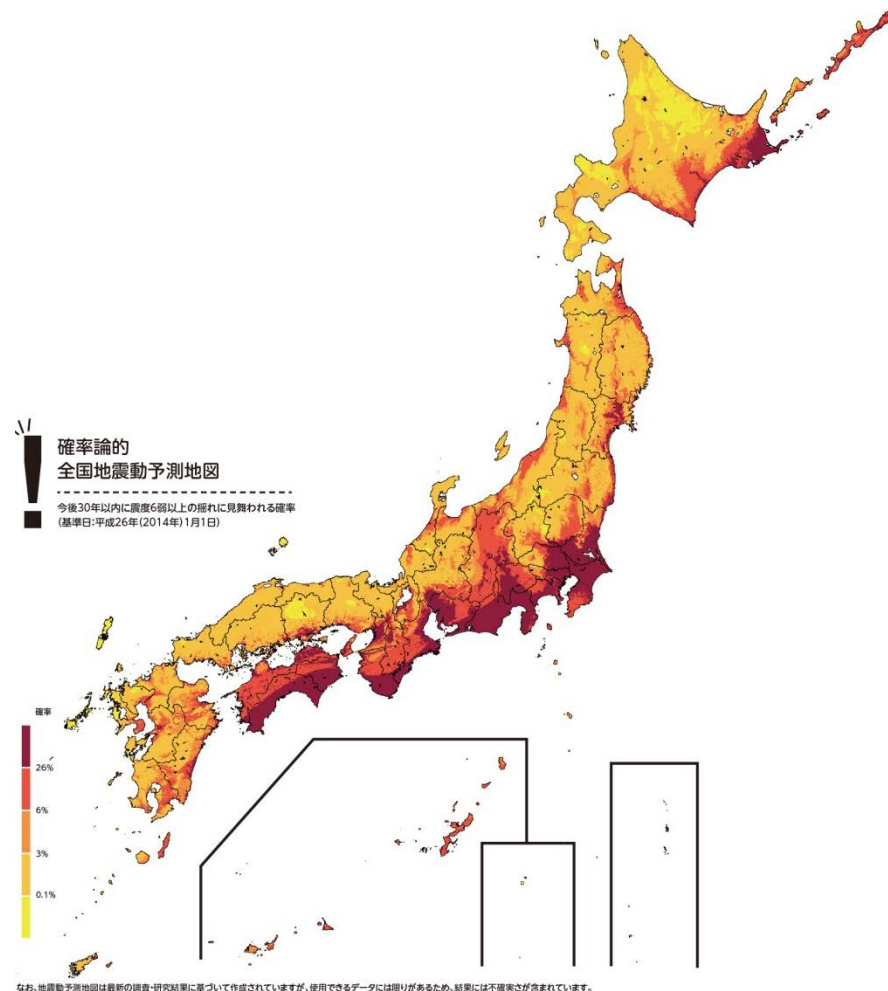 確率論的
全国地震動予測地図
今後30年以内に震度6弱以上の揺れに見舞われる確率
(基準日:平成26年(2014年)1月1日)
確率
26%
6%
3%
0.1%
なお、地震動予測地図は最新の調査・研究結果に基づいて作成されていますが、使用できるデータには限りがあるため、結果には不確実さが含まれています。